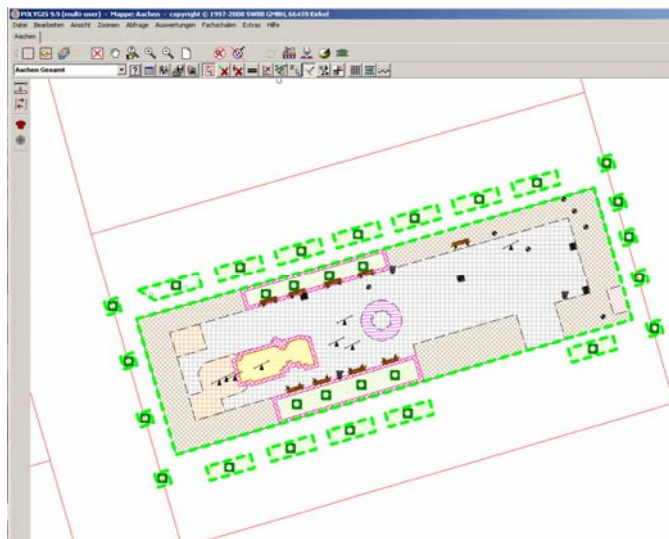 POLYGIS 9.9 (multi-user) - Mappe: Aachen - copyright © 1997-2008 SWBB GMBH, 66459 Kirkel
Datei Bearbeiten Ansicht Zoomen Abfrage Auswertungen Fachschalen Extras Hilfe
Aachen
Aachen Gesamt